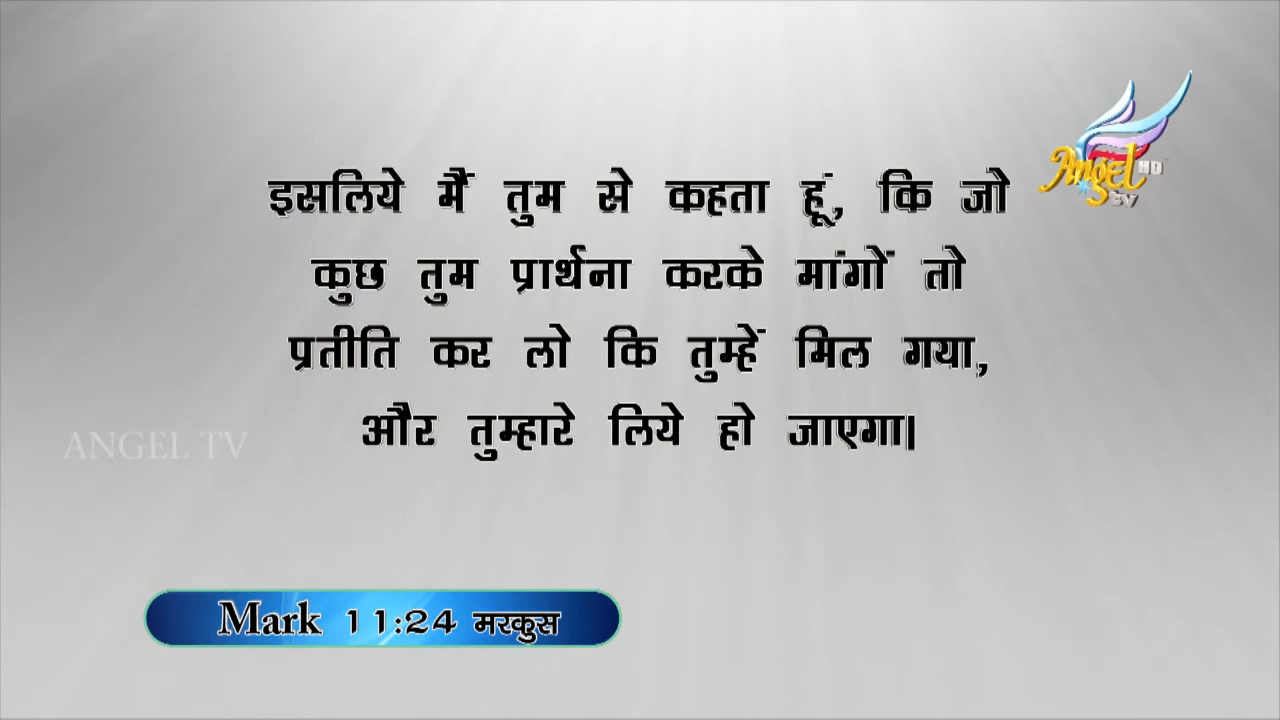 इसलिये मैं तुम से कहता हूं, कि जो
कुछ तुम प्रार्थना करके मांगों तो
प्रतीति कर लो कि तुम्हें मिल गया,
और तुम्हारे लिये हो जाएगा।
Angel HD
tv
ANGEL TV
Mark 11:24 मरकुस